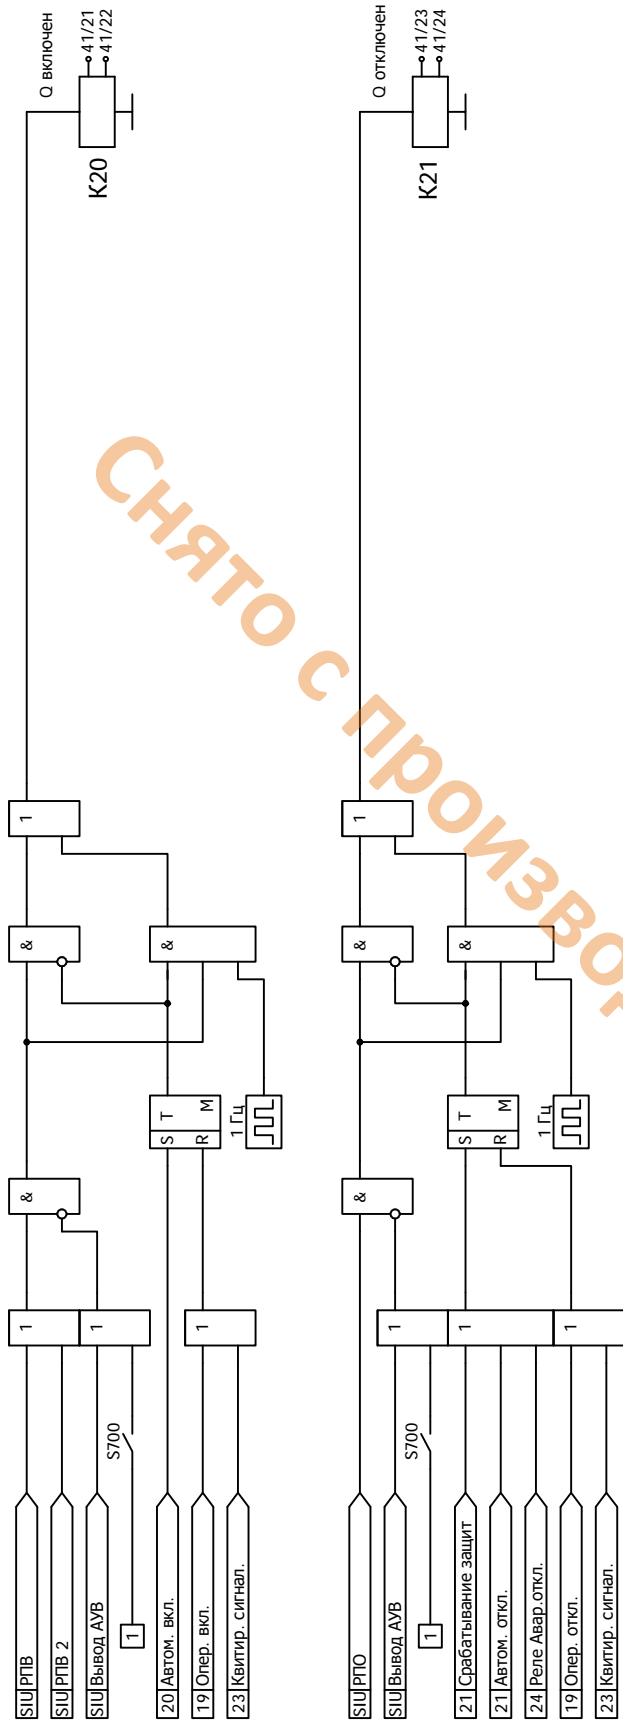 SIU РПВ
SIU РПВ 2
SIU Вывод АУВ
1
S700
20 Автом. вкл.
19 Опер. вкл.
23 Квитир. сигнал.
1
1
1
&
S T
R M
1 Гц
&
&
1
Q включен
K20
41/21
41/22
SIU РПО
SIU Вывод АУВ
1
S700
21 Срабатывание защит
21 Автом. откл.
24 Реле Авар.откл.
19 Опер. откл.
23 Квитир. сигнал.
1
1
1
&
S T
R M
1 Гц
&
&
1
Q отключен
K21
41/23
41/24
Снято с произво